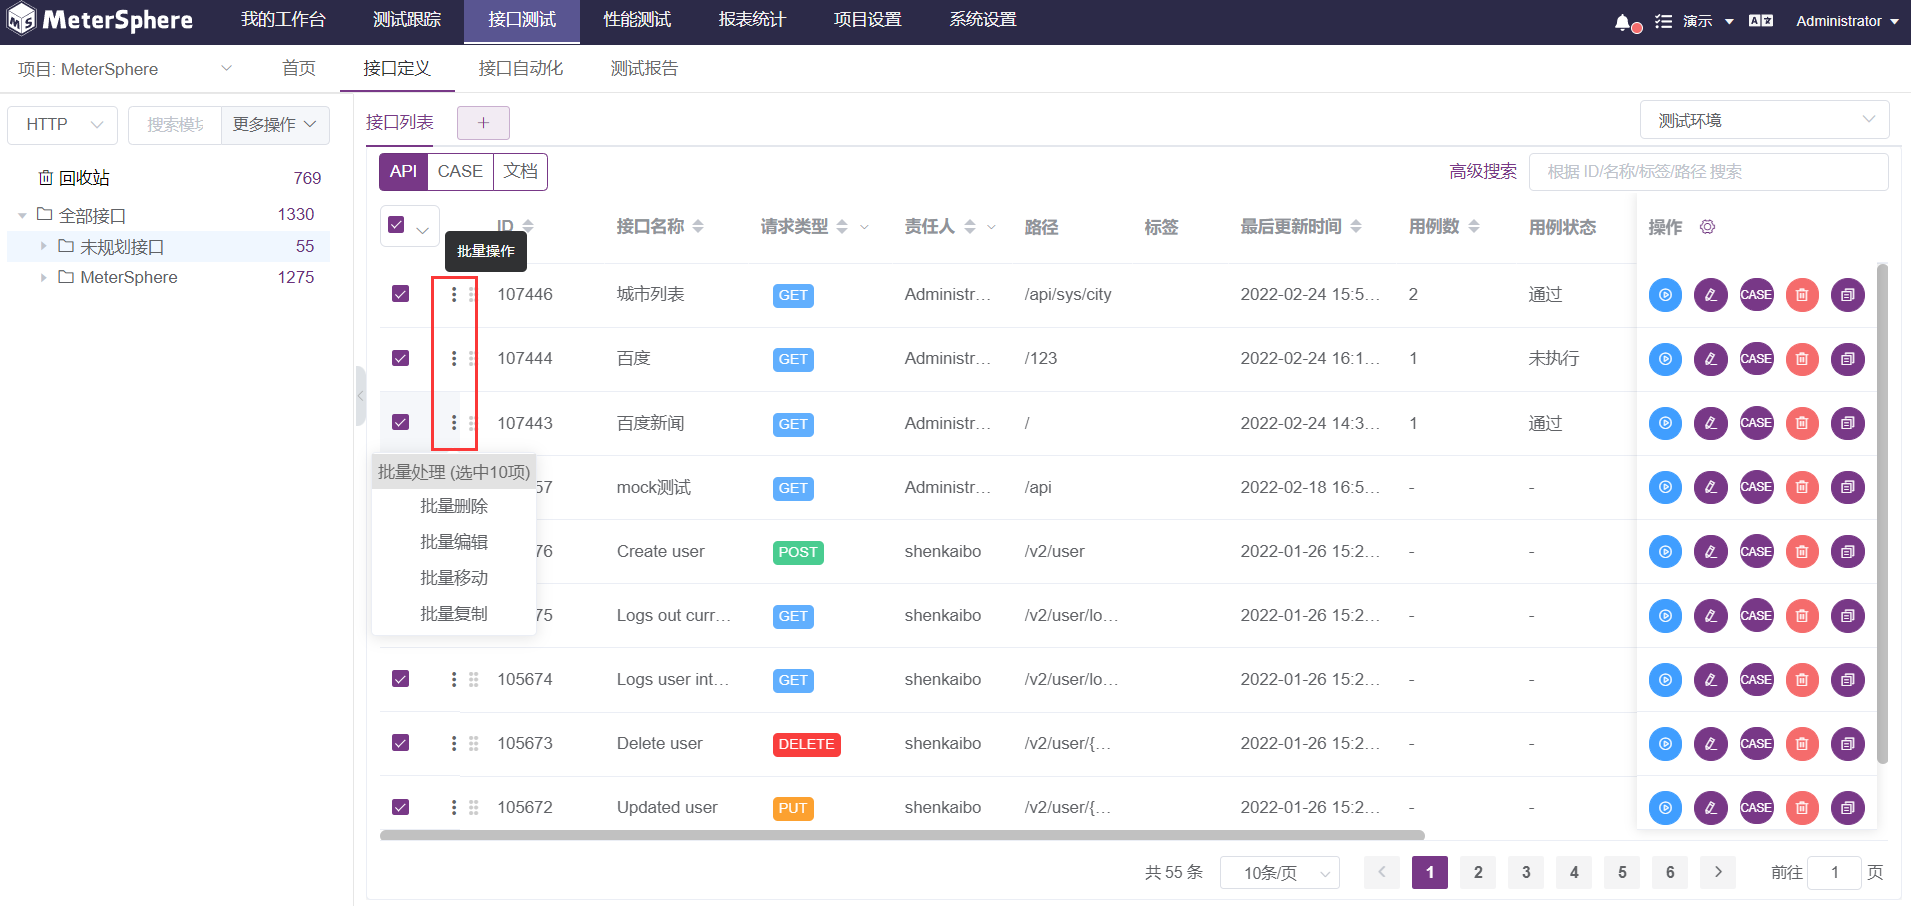 MeterSphere 我的工作台 测试跟踪 接口测试 性能测试 报表统计 项目设置 系统设置 演示 Administrator
项目: MeterSphere 首页 接口定义 接口自动化 测试报告
HTTP 搜索模块 更多操作
接口列表 + 测试环境
API CASE 文档 高级搜索 根据 ID/名称/标签/路径 搜索
回收站 769
全部接口 1330
未规划接口 55
MeterSphere 1275
ID 接口名称 请求类型 责任人 路径 标签 最后更新时间 用例数 用例状态 操作
批量操作
107446 城市列表 GET Administr... /api/sys/city 2022-02-24 15:5... 2 通过 CASE
107444 百度 GET Administr... /123 2022-02-24 16:1... 1 未执行 CASE
107443 百度新闻 GET Administr... / 2022-02-24 14:3... 1 通过 CASE
57 mock测试 GET Administr... /api 2022-02-18 16:5... - - CASE
76 Create user POST shenkaibo /v2/user 2022-01-26 15:2... - - CASE
75 Logs out curr... GET shenkaibo /v2/user/lo... 2022-01-26 15:2... - - CASE
105674 Logs user int... GET shenkaibo /v2/user/lo... 2022-01-26 15:2... - - CASE
105673 Delete user DELETE shenkaibo /v2/user/{... 2022-01-26 15:2... - - CASE
105672 Updated user PUT shenkaibo /v2/user/{... 2022-01-26 15:2... - - CASE
批量处理 (选中10项)
批量删除
批量编辑
批量移动
批量复制
共 55 条 10条/页 1 2 3 4 5 6 前往 1 页